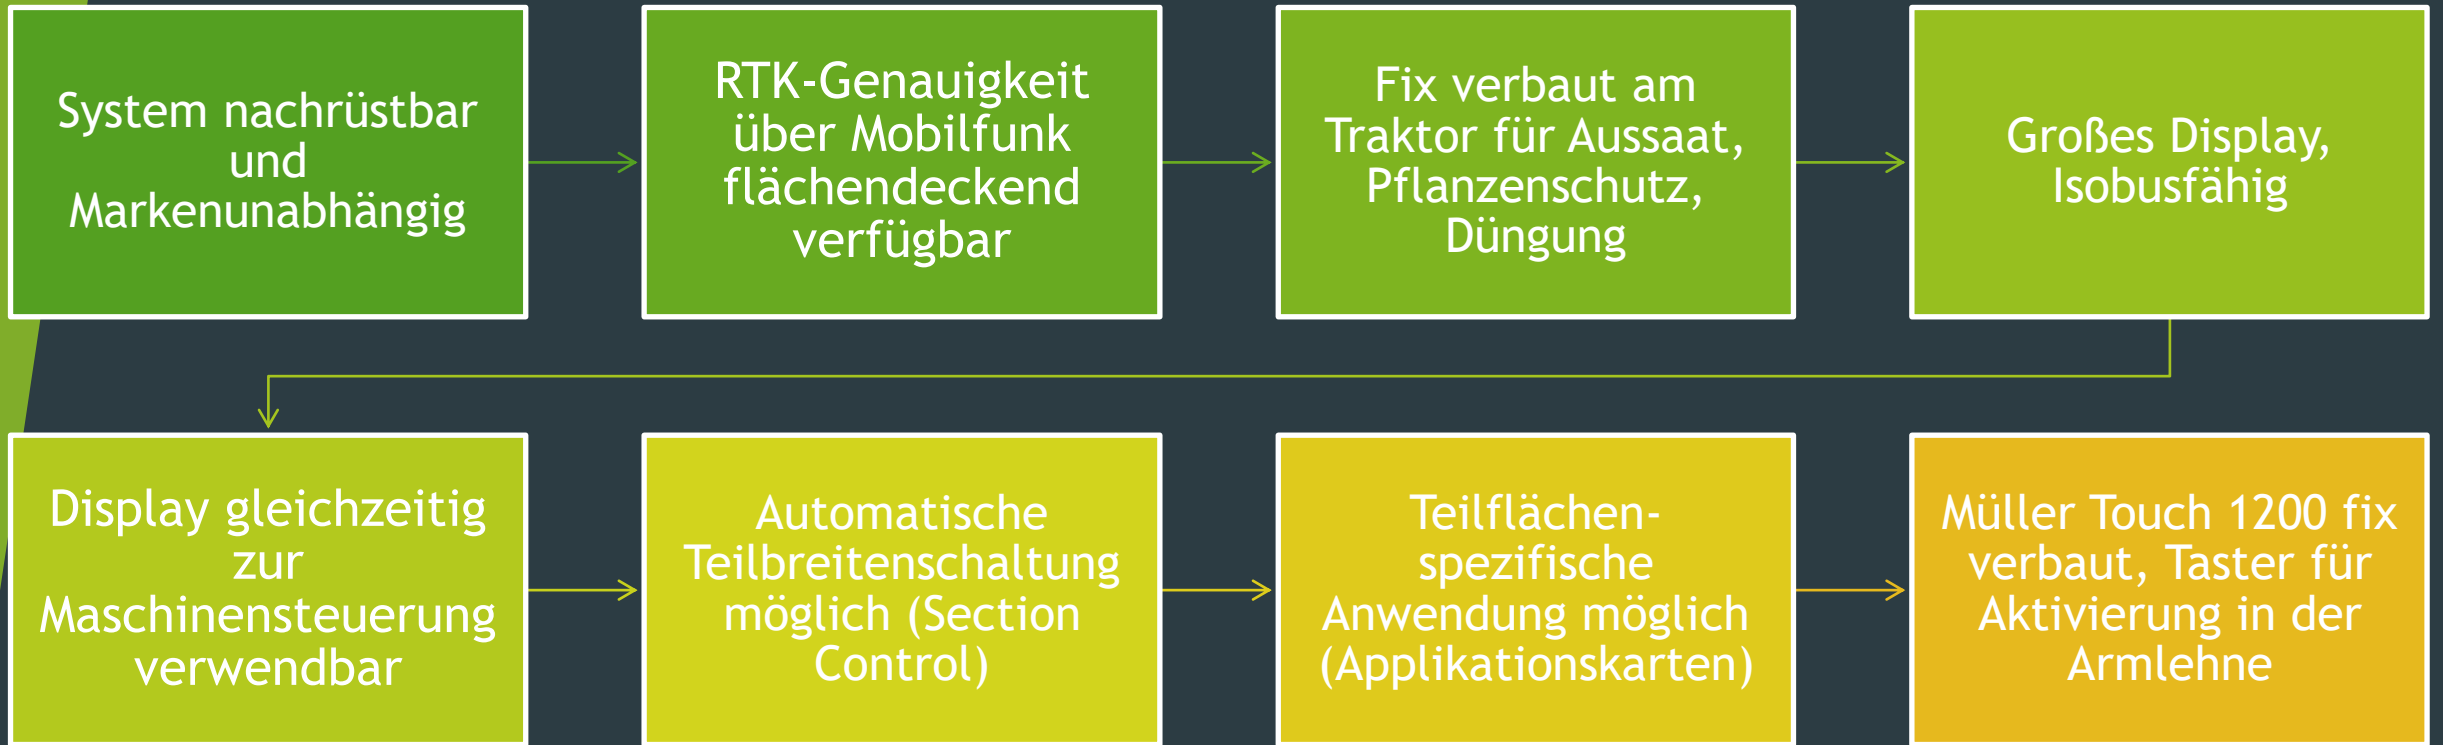 System nachrüstbar
und
Markenunabhängig
RTK-Genauigkeit
über Mobilfunk
flächendeckend
verfügbar
Fix verbaut am
Traktor für Aussaat,
Pflanzenschutz,
Düngung
Großes Display,
Isobusfähig
Display gleichzeitig
zur
Maschinensteuerung
verwendbar
Automatische
Teilbreitenschaltung
möglich (Section
Control)
Teilflächen-
spezifische
Anwendung möglich
(Applikationskarten)
Müller Touch 1200 fix
verbaut, Taster für
Aktivierung in der
Armlehne